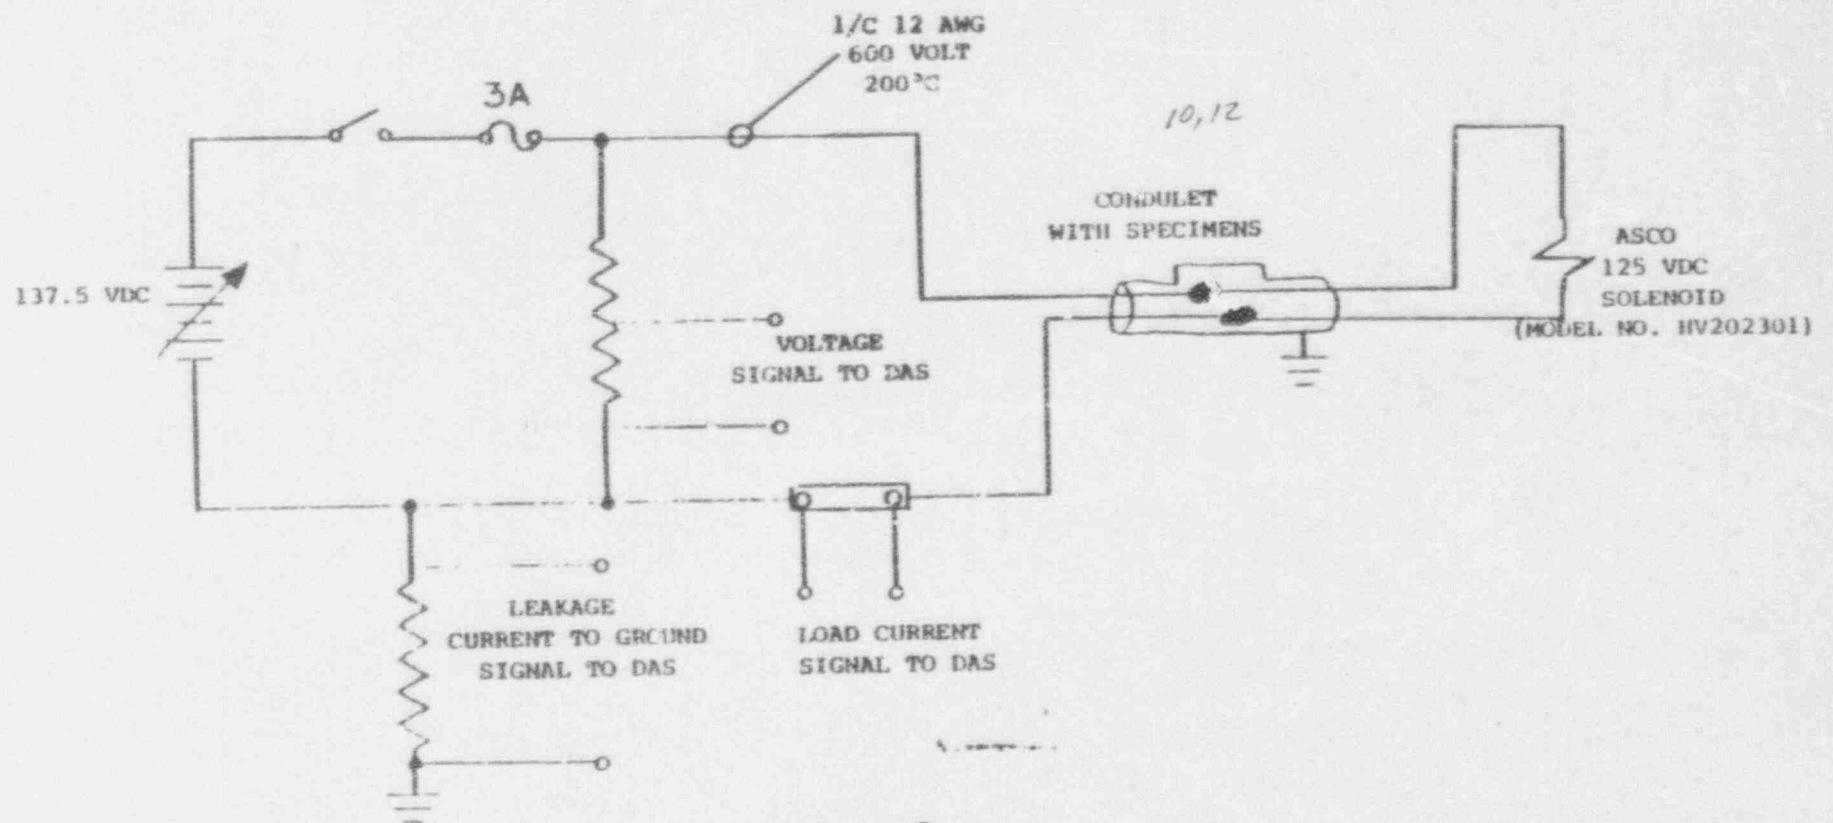 1/C 12 AWG
600 VOLT
200°C
3A
10,12
CONDULET
WITH SPECIMENS
ASCO
125 VDC
SOLENOID
(MODEL NO. HV202301)
137.5 VDC
VOLTAGE
SIGNAL TO DAS
LEAKAGE
CURRENT TO GROUND
SIGNAL TO DAS
LOAD CURRENT
SIGNAL TO DAS